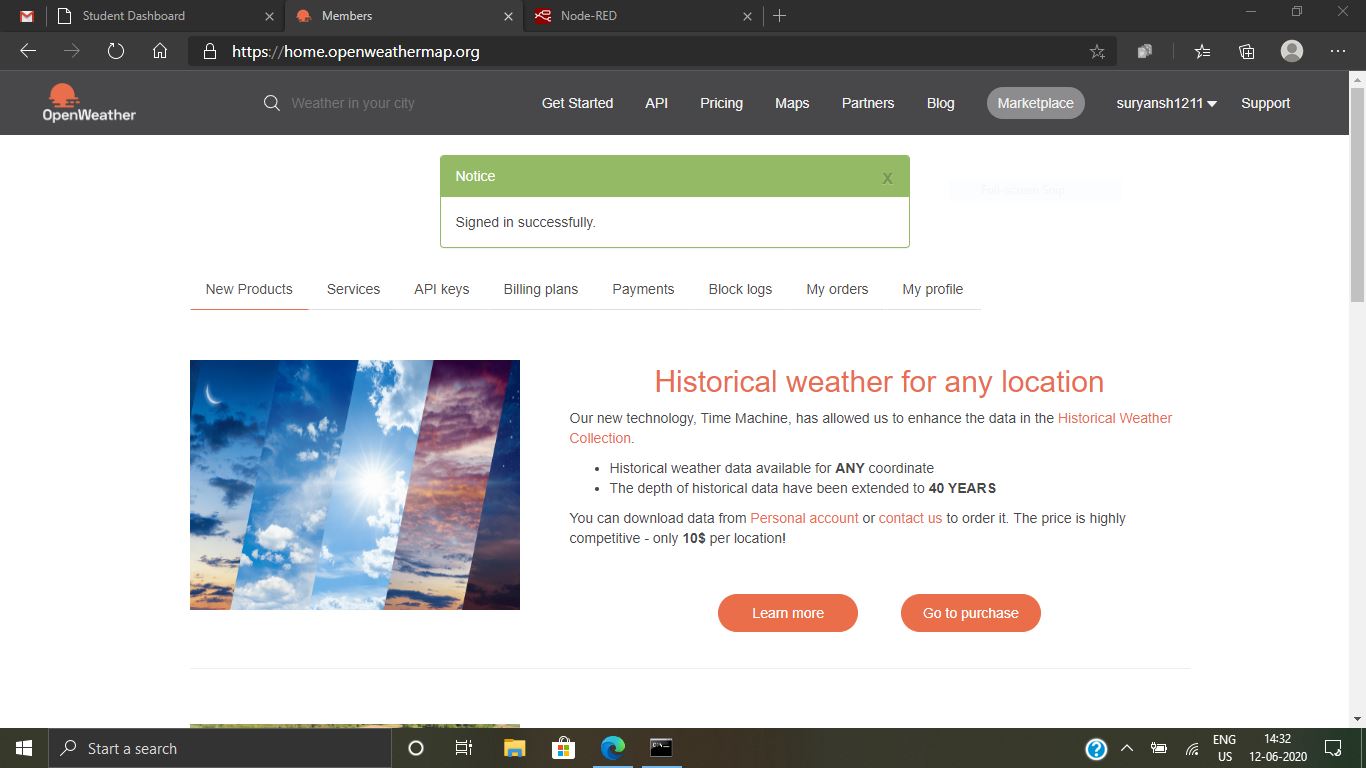 Student Dashboard
Members
Node-RED
https://home.openweathermap.org
OpenWeather
Weather in your city
Get Started
API
Pricing
Maps
Partners
Blog
Marketplace
suryansh1211
Support
Notice
x
Signed in successfully.
Full-screen Snip
New Products
Services
API keys
Billing plans
Payments
Block logs
My orders
My profile
Historical weather for any location
Our new technology, Time Machine, has allowed us to enhance the data in the Historical Weather
Collection.
• Historical weather data available for ANY coordinate
• The depth of historical data have been extended to 40 YEARS
You can download data from Personal account or contact us to order it. The price is highly
competitive - only 10$ per location!
Learn more
Go to purchase
Start a search
ENG
US
14:32
12-06-2020